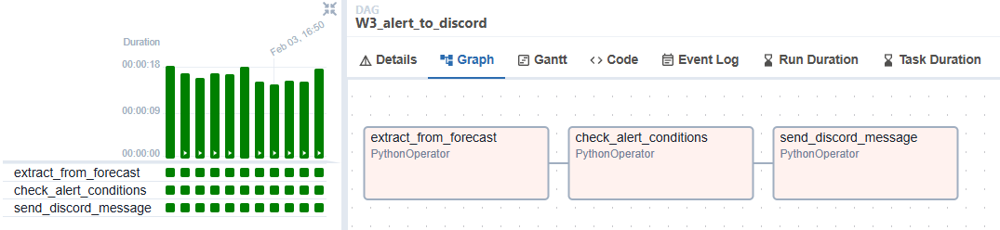 Duration
Feb 03, 16:50
00:00:18
00:00:09
00:00:00
extract_from_forecast
check_alert_conditions
send_discord_message
DAG
W3_alert_to_discord
Details Graph Gantt Code Event Log Run Duration Task Duration
extract_from_forecast
PythonOperator
check_alert_conditions
PythonOperator
send_discord_message
PythonOperator